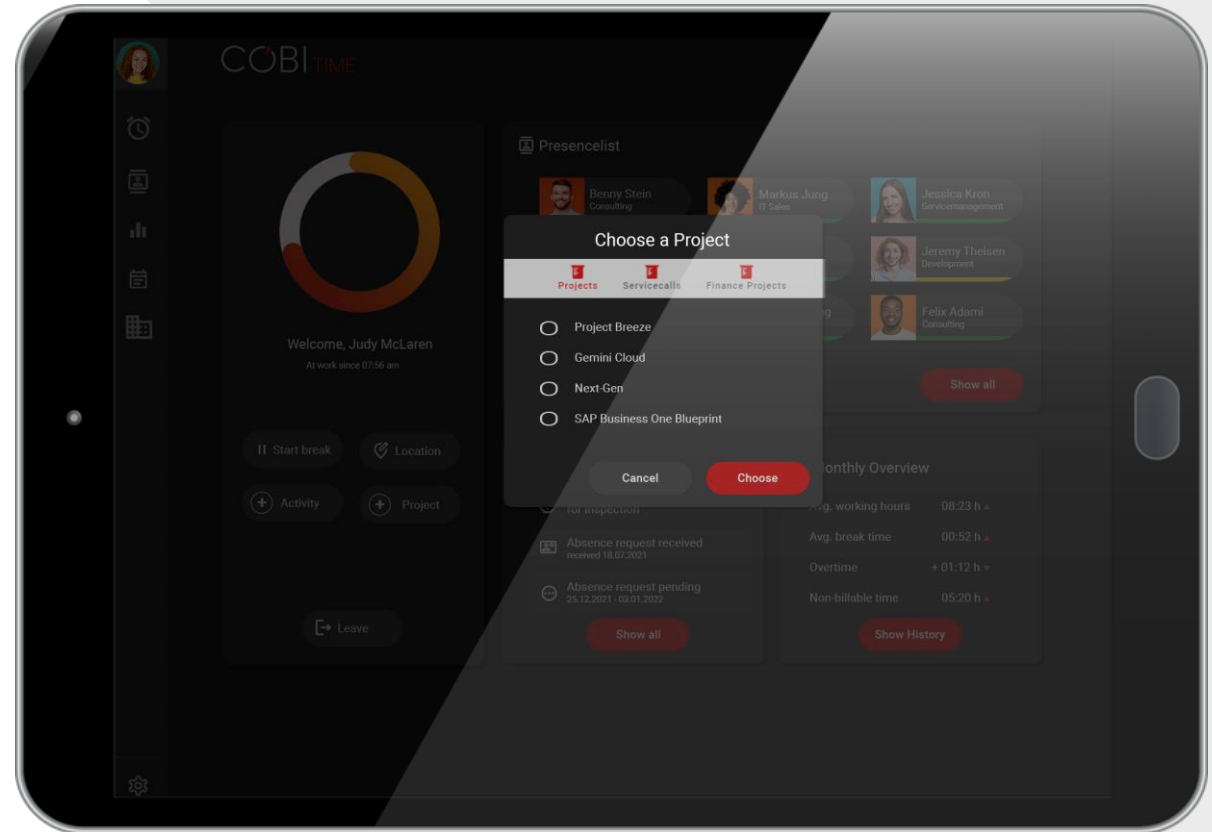 COBI TIME
Presencelist
Benny Stein
Consulting
Markus Jung
IT Sales
Jessica Kron
Servicemanagement
Jeremy Theisen
Development
Felix Adami
Consulting
Show all
Choose a Project
Projects
Servicecalls
Finance Projects
Project Breeze
Gemini Cloud
Next-Gen
SAP Business One Blueprint
Cancel
Choose
Welcome, Judy McLaren
At work since 07:56 am
Start break
Location
Activity
Project
Leave
for inspection
Absence request received
received 18.07.2021
Absence request pending
25.12.2021 - 03.01.2022
Show all
onthly Overview
Avg. working hours 08:23 h
Avg. break time 00:52 h
Overtime + 01:12 h
Non-billable time 05:20 h
Show History